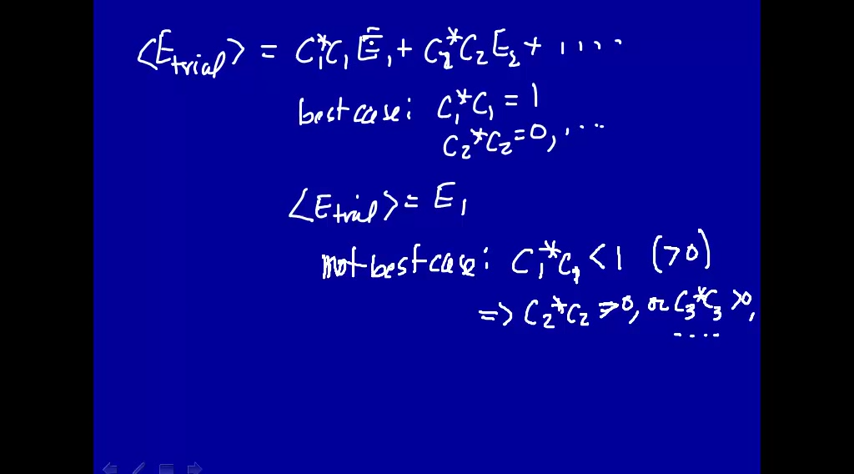 <E_trial> = C₁*C₁E₁ + C₂*C₂E₂ + ....
best case: C₁*C₁ = 1
C₂*C₂ = 0, ...
<E_trial> = E₁
not best case: C₁*C₁ < 1 (>0)
=> C₂*C₂ > 0, or C₃*C₃ > 0,
....